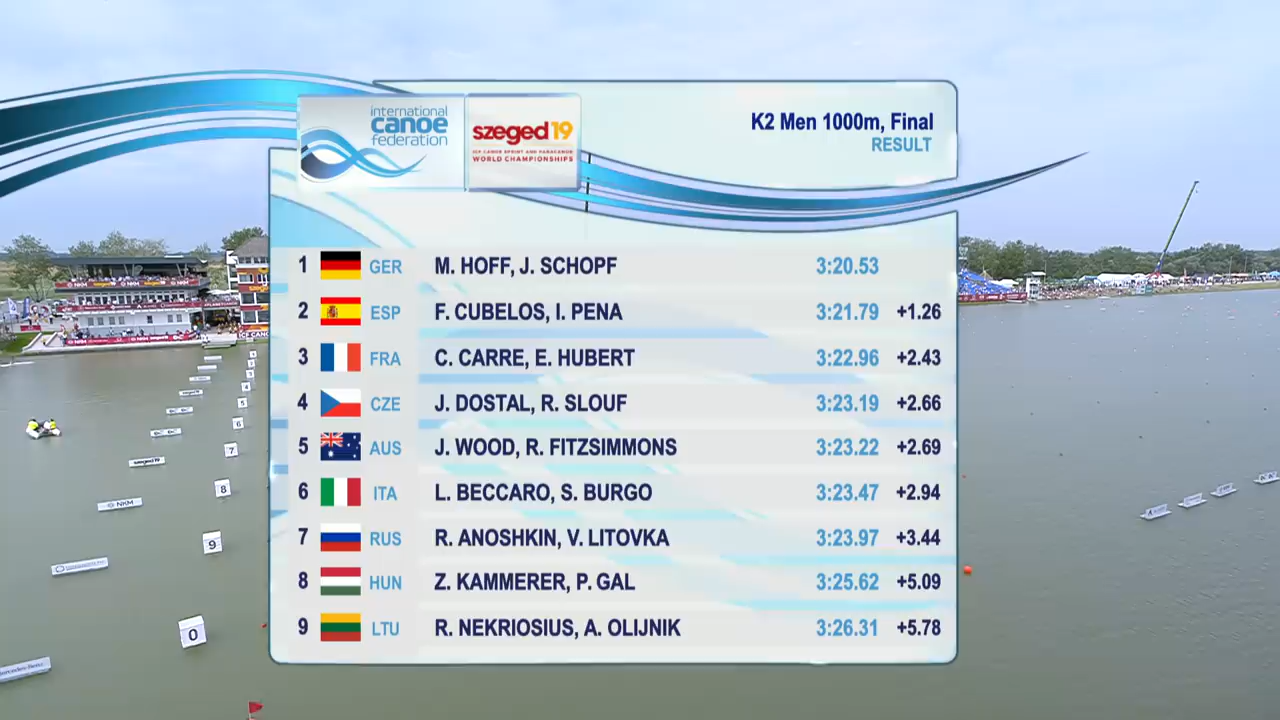 international
canoe
federation
szeged19
ICF CANOE SPRINT AND PARACANOE
WORLD CHAMPIONSHIPS
K2 Men 1000m, Final
RESULT
1 GER M. HOFF, J. SCHOPF 3:20.53
2 ESP F. CUBELOS, I. PENA 3:21.79 +1.26
3 FRA C. CARRE, E. HUBERT 3:22.96 +2.43
4 CZE J. DOSTAL, R. SLOUF 3:23.19 +2.66
5 AUS J. WOOD, R. FITZSIMMONS 3:23.22 +2.69
6 ITA L. BECCARO, S. BURGO 3:23.47 +2.94
7 RUS R. ANOSHKIN, V. LITOVKA 3:23.97 +3.44
8 HUN Z. KAMMERER, P. GAL 3:25.62 +5.09
9 LTU R. NEKRIOSIUS, A. OLIJNIK 3:26.31 +5.78
5
6
7
szeged19
8
NKM
9
0